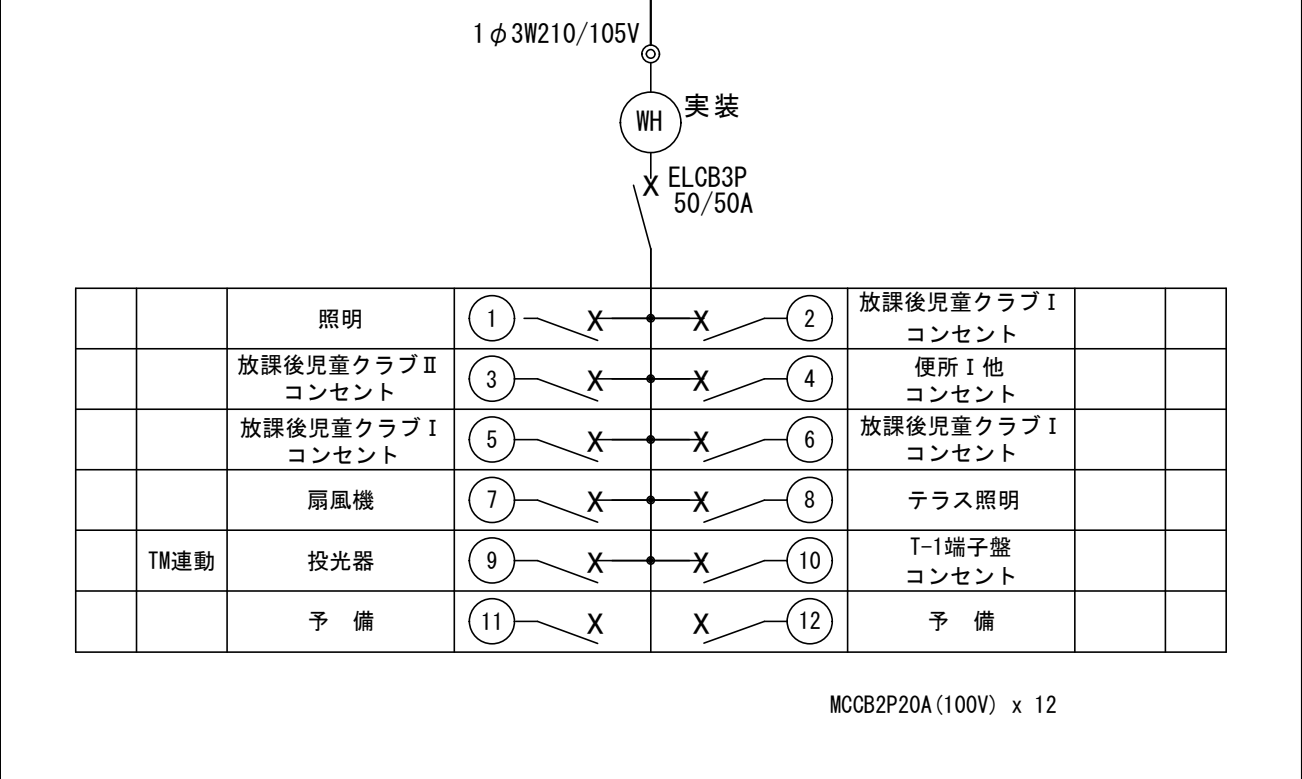 1φ3W210/105V
WH 実装
ELCB3P
50/50A
照明 1 2 放課後児童クラブⅠ
コンセント
放課後児童クラブⅡ
コンセント
3 4 便所Ⅰ他
コンセント
放課後児童クラブⅠ
コンセント
5 6 放課後児童クラブⅠ
コンセント
扇風機 7 8 テラス照明
TM連動 投光器 9 10 T-1端子盤
コンセント
予 備 11 12 予 備
MCCB2P20A(100V) x 12